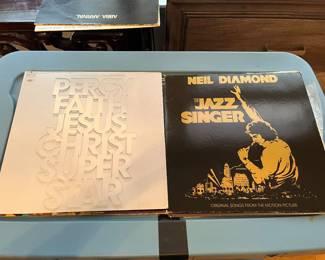 PERCY
FAITH
JESUS
CHRIST
SUPER
STAR
NEIL DIAMOND
THE
JAZZ
SINGER
ORIGINAL SONGS FROM THE MOTION PICTURE